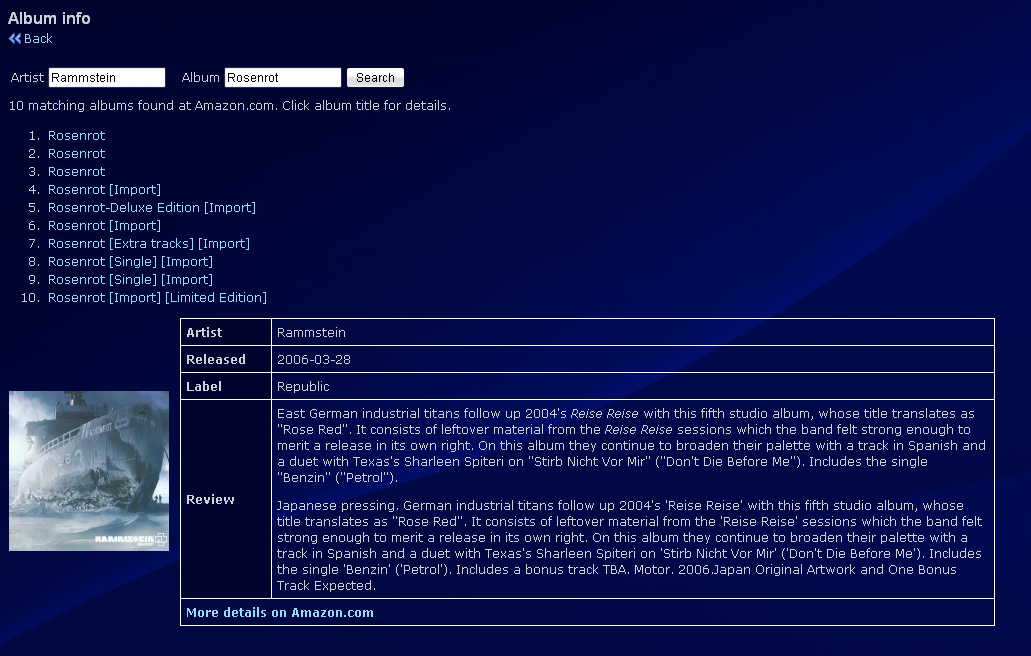 Album info
Back
Artist Rammstein Album Rosenrot Search
10 matching albums found at Amazon.com. Click album title for details.
1. Rosenrot
2. Rosenrot
3. Rosenrot
4. Rosenrot [Import]
5. Rosenrot-Deluxe Edition [Import]
6. Rosenrot [Import]
7. Rosenrot [Extra tracks] [Import]
8. Rosenrot [Single] [Import]
9. Rosenrot [Single] [Import]
10. Rosenrot [Import] [Limited Edition]
Artist Rammstein
Released 2006-03-28
Label Republic
RAMMSTEIN
Review
East German industrial titans follow up 2004's Reise Reise with this fifth studio album, whose title translates as
"Rose Red". It consists of leftover material from the Reise Reise sessions which the band felt strong enough to
merit a release in its own right. On this album they continue to broaden their palette with a track in Spanish and
a duet with Texas's Sharleen Spiteri on "Stirb Nicht Vor Mir" ("Don't Die Before Me"). Includes the single
"Benzin" ("Petrol").
Japanese pressing. German industrial titans follow up 2004's 'Reise Reise' with this fifth studio album, whose
title translates as "Rose Red". It consists of leftover material from the 'Reise Reise' sessions which the band felt
strong enough to merit a release in its own right. On this album they continue to broaden their palette with a
track in Spanish and a duet with Texas's Sharleen Spiteri on 'Stirb Nicht Vor Mir' ('Don't Die Before Me'). Includes
the single 'Benzin' ('Petrol'). Includes a bonus track TBA. Motor. 2006.Japan Original Artwork and One Bonus
Track Expected.
More details on Amazon.com